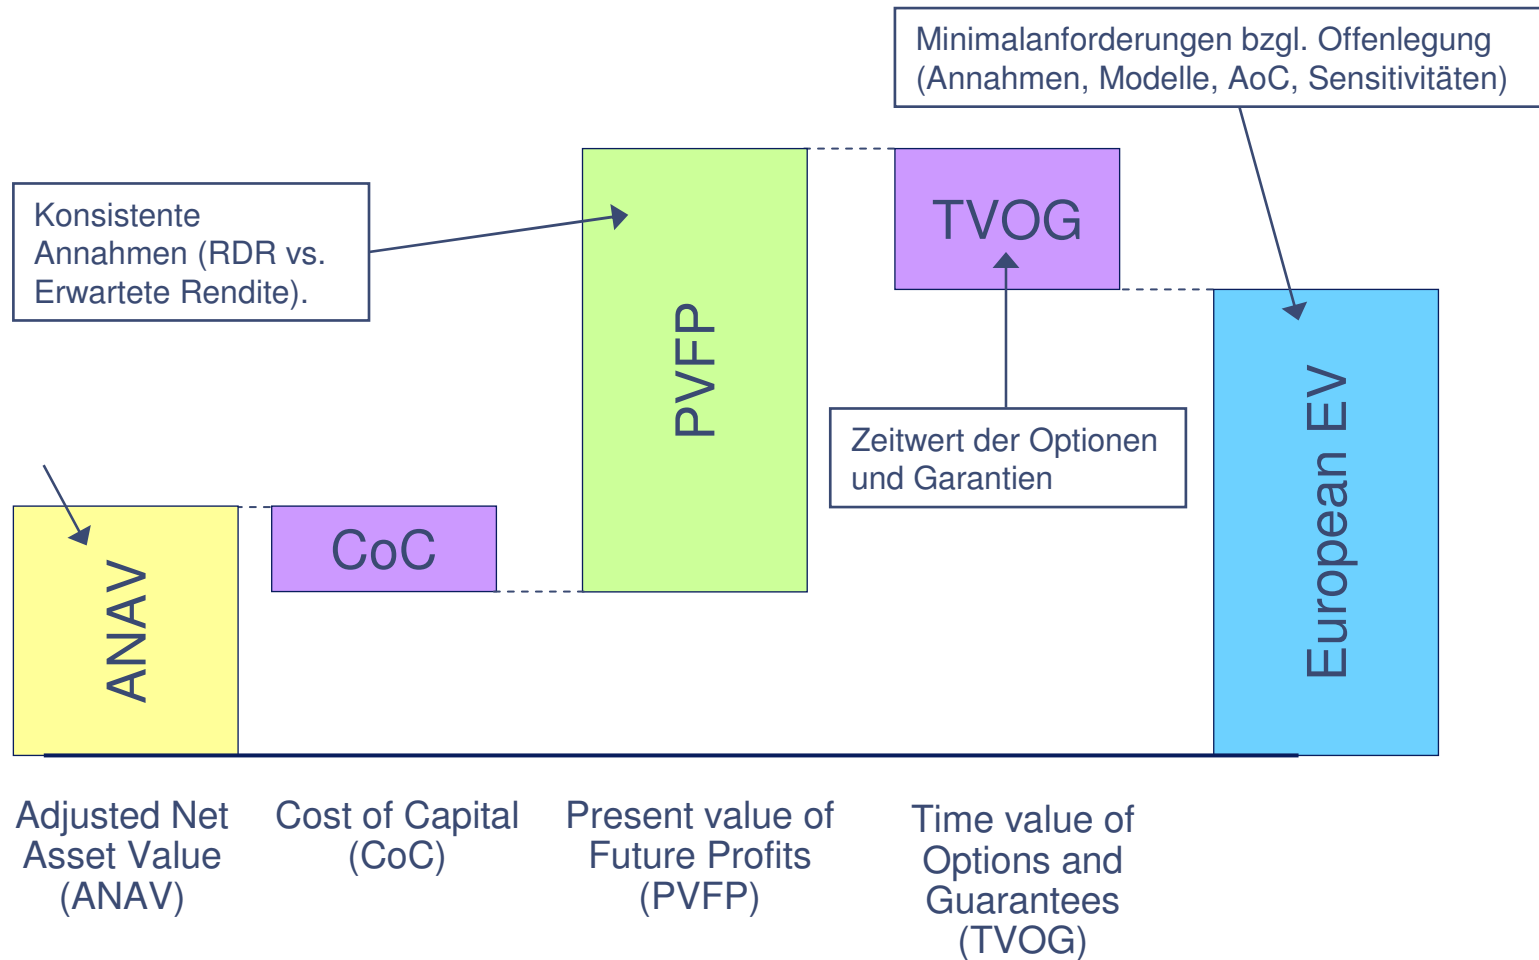 Minimalanforderungen bzgl. Offenlegung
(Annahmen, Modelle, AoC, Sensitivitäten)
Konsistente
Annahmen (RDR vs.
Erwartete Rendite).
TVOG
PVFP
European EV
Zeitwert der Optionen
und Garantien
CoC
ANAV
Adjusted Net
Asset Value
(ANAV)
Cost of Capital
(CoC)
Present value of
Future Profits
(PVFP)
Time value of
Options and
Guarantees
(TVOG)